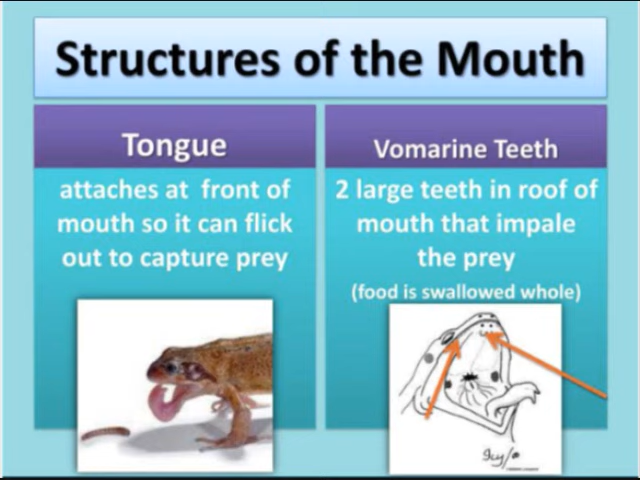 Structures of the Mouth
Tongue
attaches at front of
mouth so it can flick
out to capture prey
Vomarine Teeth
2 large teeth in roof of
mouth that impale
the prey
(food is swallowed whole)